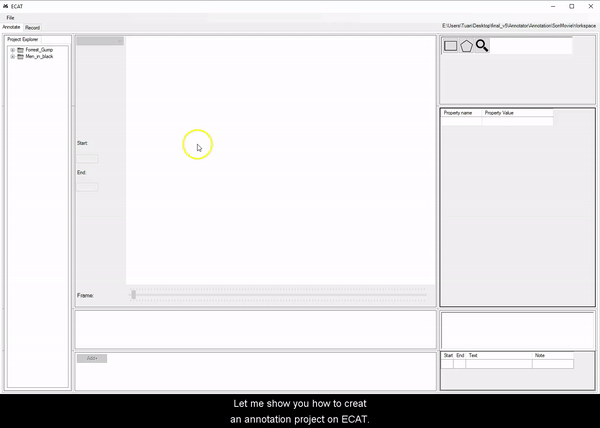 ECAT
File
Annotate Record
E:\Users\Tuan\Desktop\final_v9\Annotator\Annotation\SonMovie\Workspace
Project Explorer
Forrest_Gump
Men_in_black
Start:
End:
Frame:
Add+
Property name Property Value
Start End Text Note
Let me show you how to creat
an annotation project on ECAT.